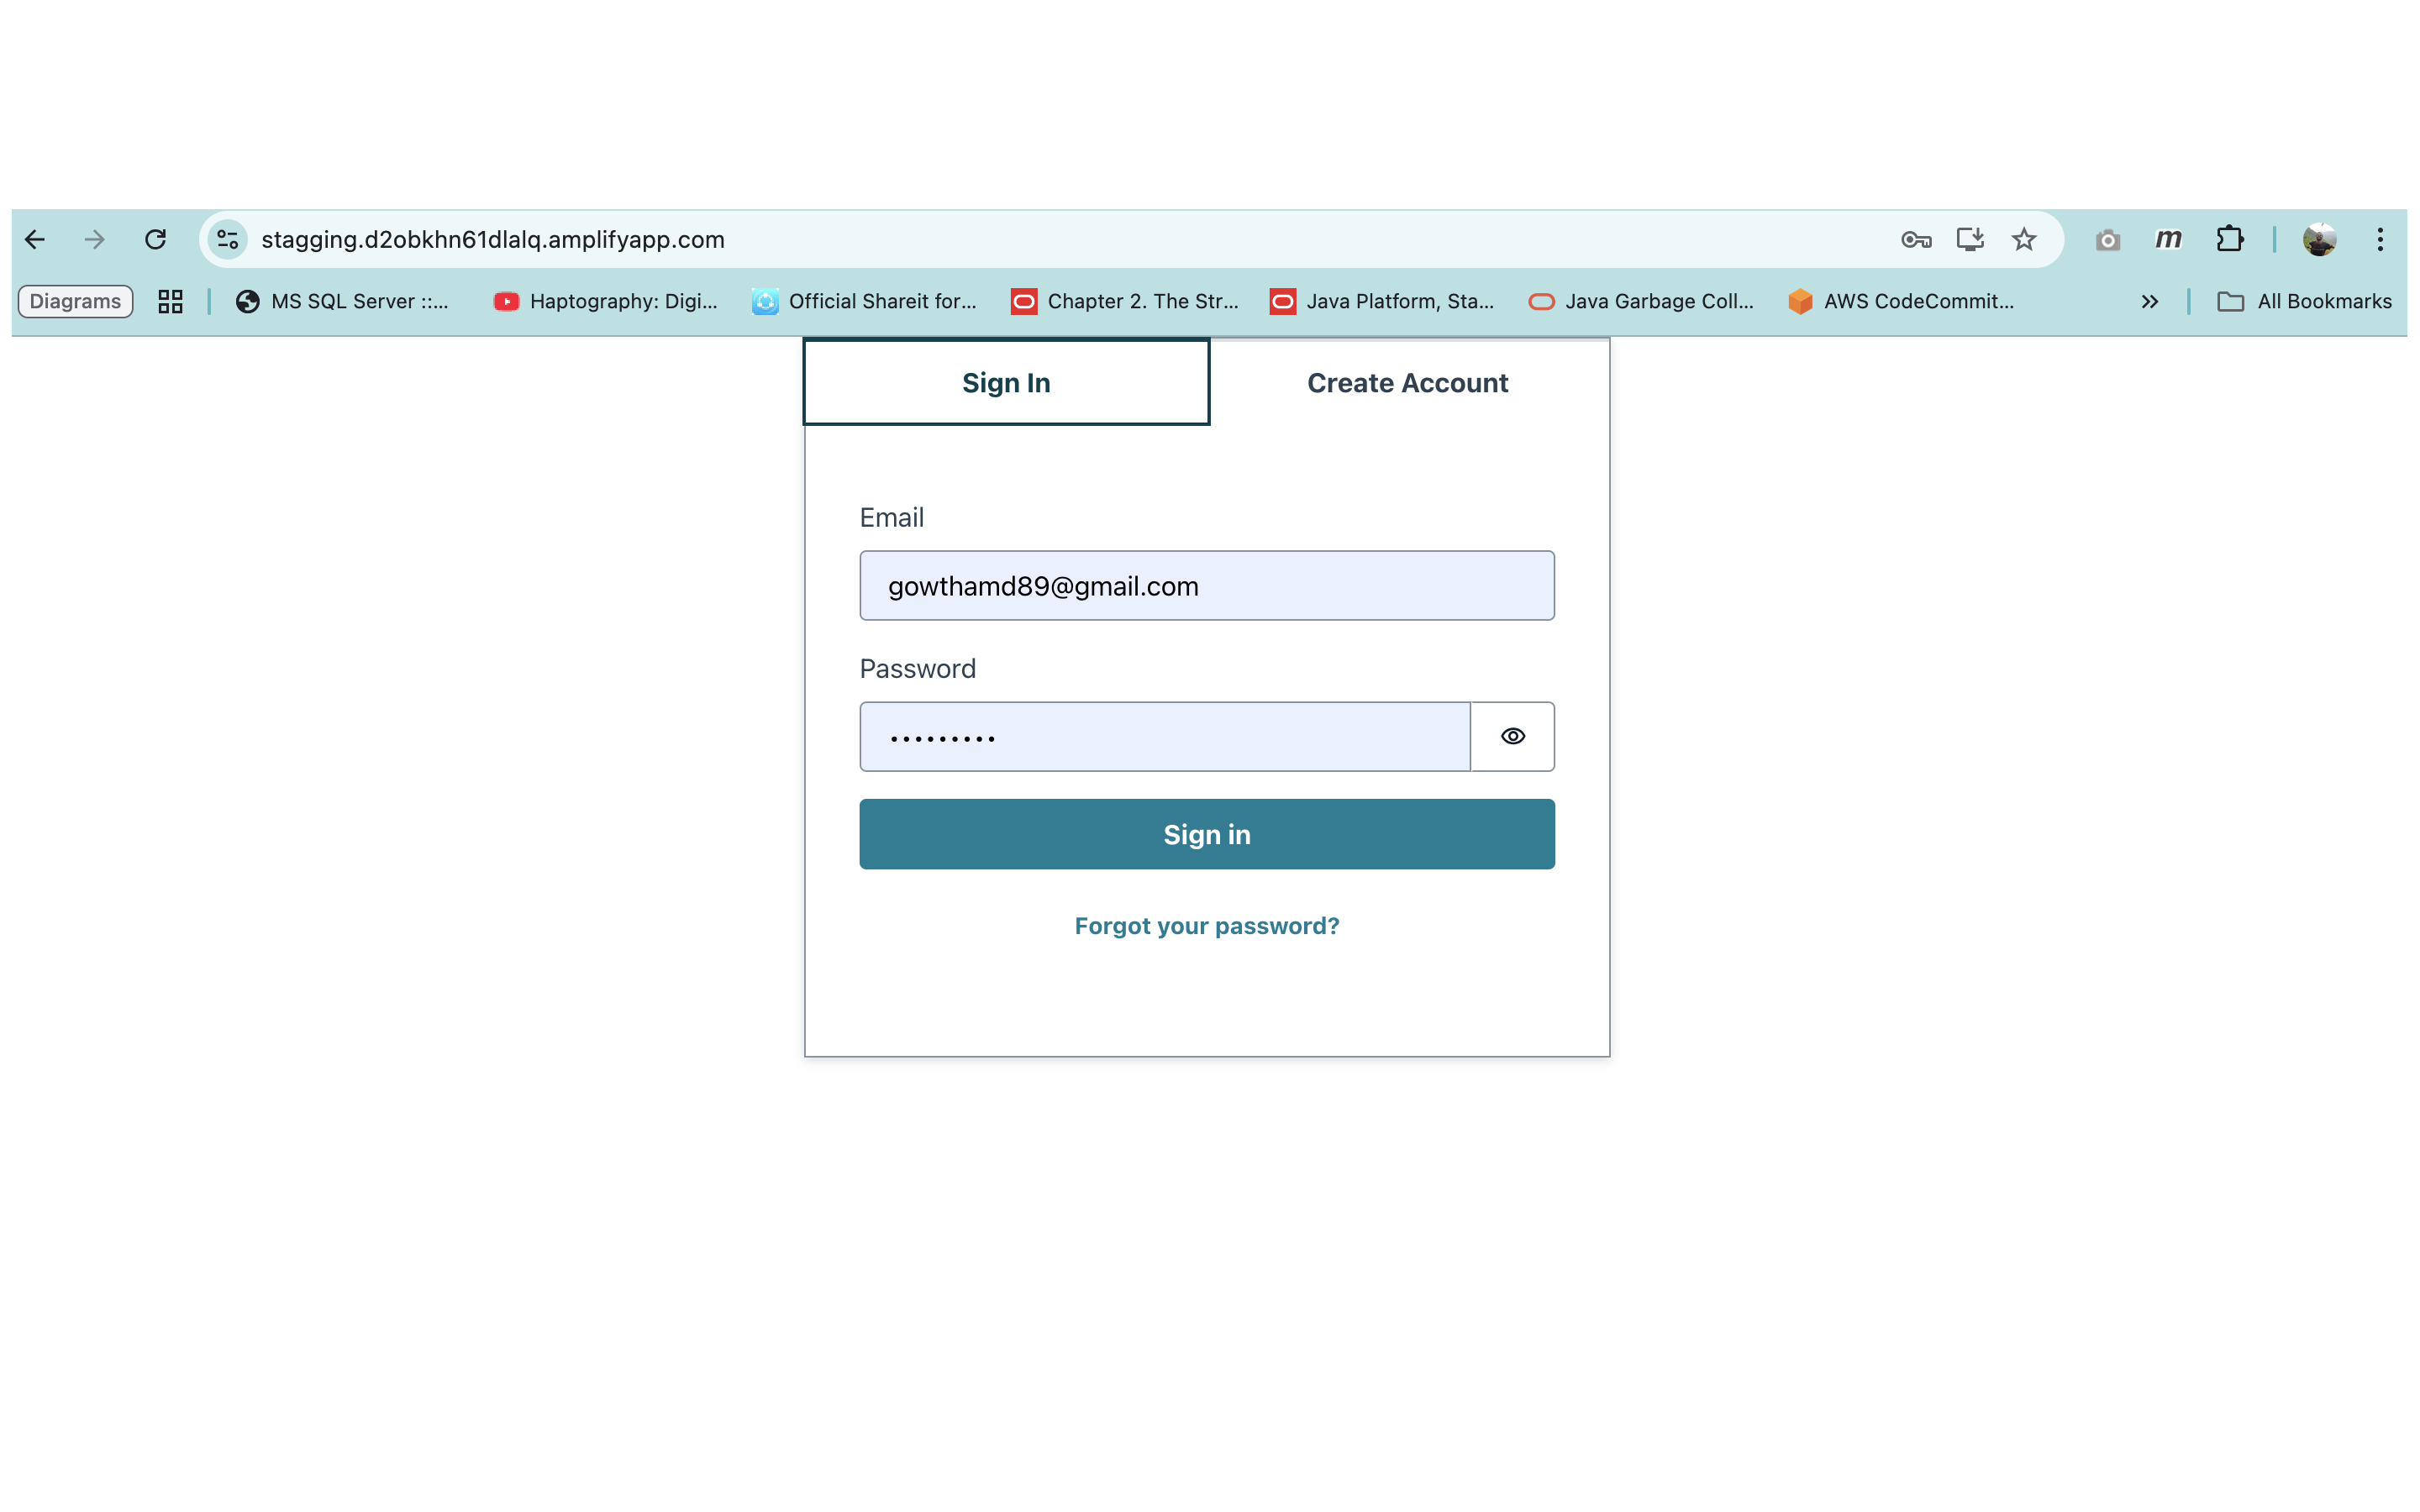 stagging.d2obkhn61dlalq.amplifyapp.com
Diagrams MS SQL Server ::... Haptography: Digi... Official Shareit for... Chapter 2. The Str... Java Platform, Sta... Java Garbage Coll... AWS CodeCommit... All Bookmarks
Sign In Create Account
Email
gowthamd89@gmail.com
Password
Sign in
Forgot your password?